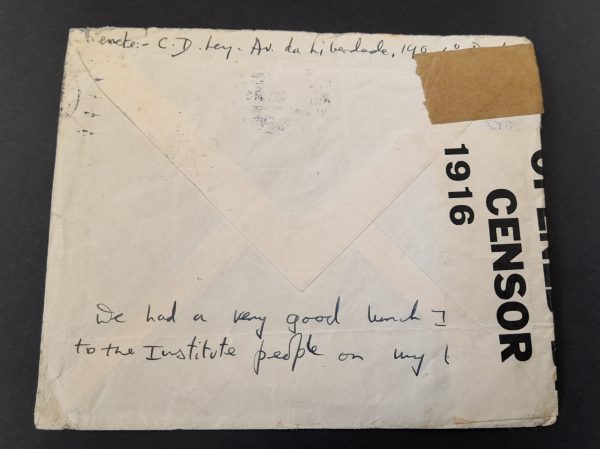 C. D. Ley. Av. da Liberdade, 190
CENSOR
1916
We had a very good lunch I
to the Institute people on my